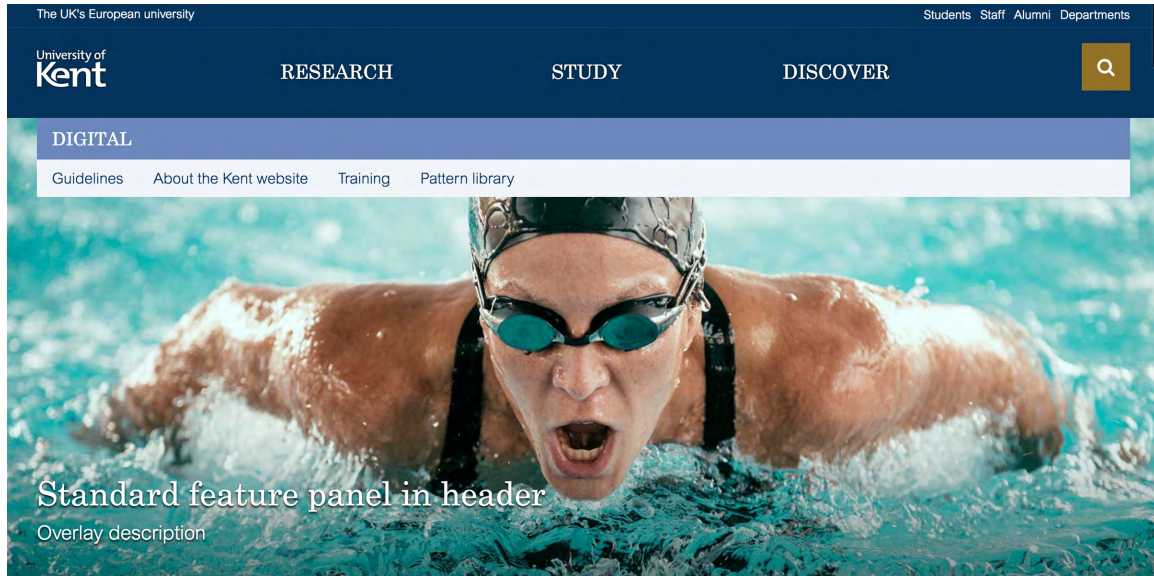 The UK's European university
Students Staff Alumni Departments
University of
Kent
RESEARCH STUDY DISCOVER
DIGITAL
Guidelines About the Kent website Training Pattern library
Standard feature panel in header
Overlay description